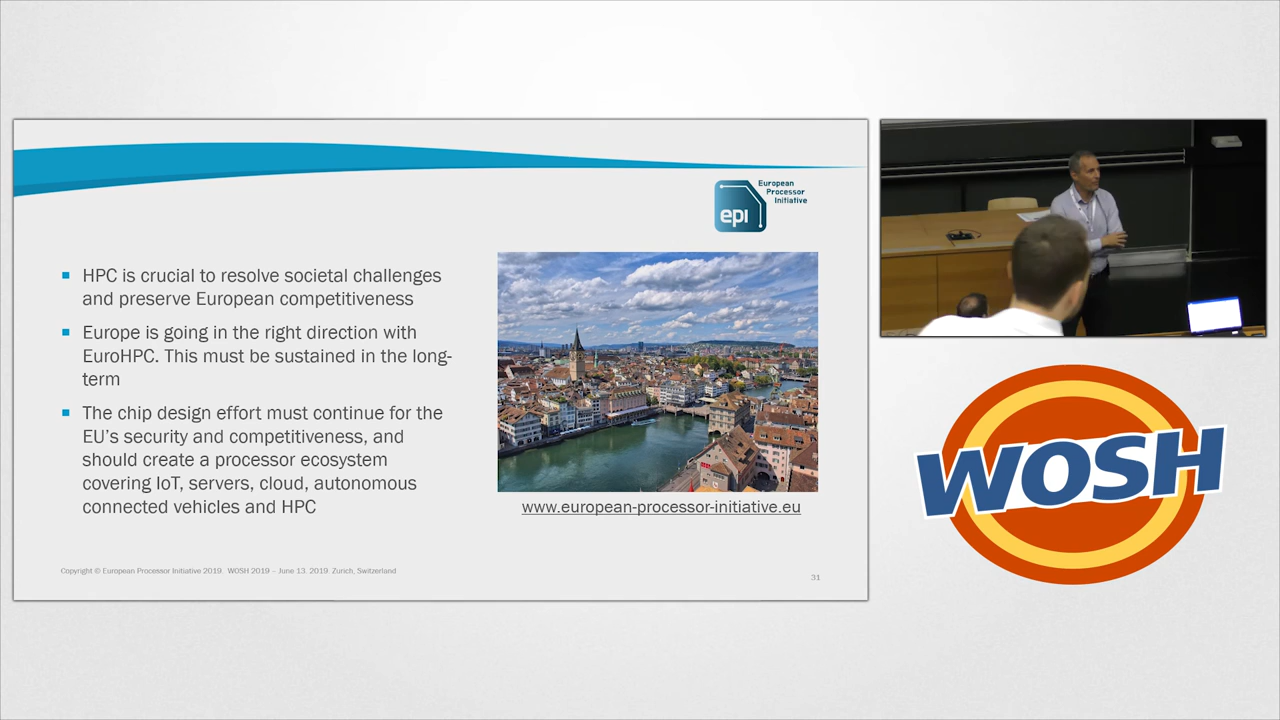 European
Processor
Initiative
epi
HPC is crucial to resolve societal challenges
and preserve European competitiveness
Europe is going in the right direction with
EuroHPC. This must be sustained in the long-
term
The chip design effort must continue for the
EU's security and competitiveness, and
should create a processor ecosystem
covering IoT, servers, cloud, autonomous
connected vehicles and HPC
www.european-processor-initiative.eu
Copyright © European Processor Initiative 2019. WOSH 2019 – June 13. 2019. Zurich, Switzerland
31
WOSH